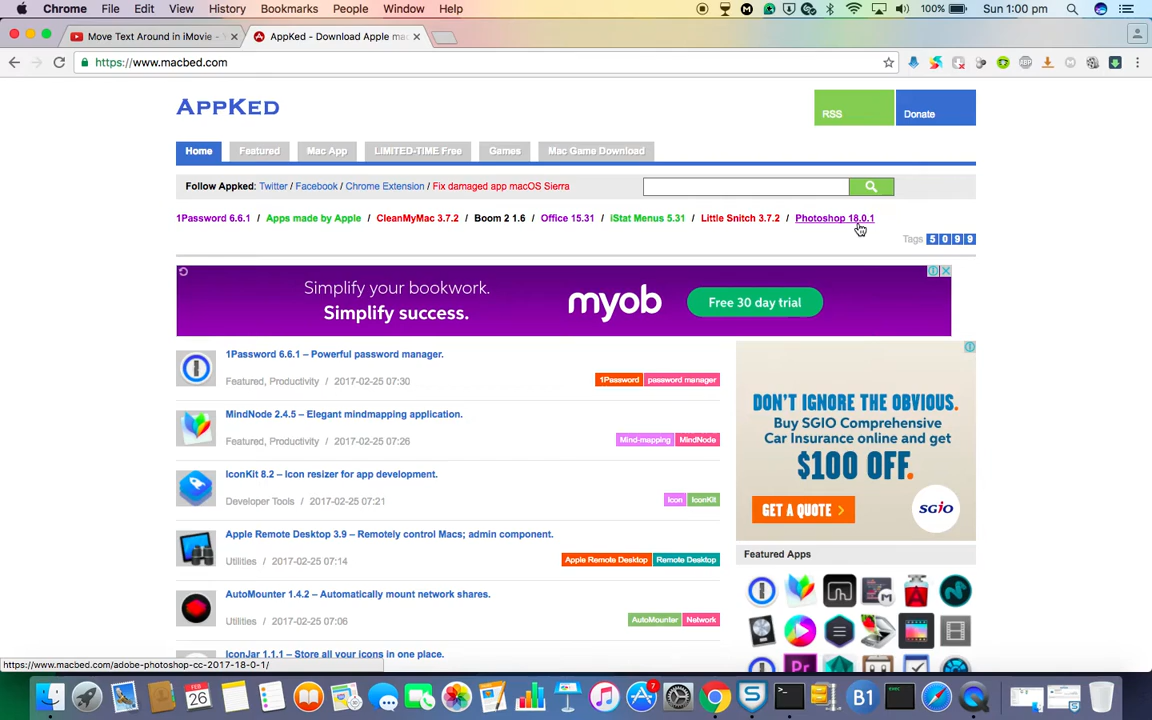 Chrome File Edit View History Bookmarks People Window Help 100% Sun 1:00 pm
Move Text Around in iMovie -
AppKed - Download Apple mac
https://www.macbed.com
APPKED
RSS
Donate
Home Featured Mac App LIMITED-TIME Free Games Mac Game Download
Follow Appked: Twitter / Facebook / Chrome Extension / Fix damaged app macOS Sierra
1Password 6.6.1 / Apps made by Apple / CleanMyMac 3.7.2 / Boom 2 1.6 / Office 15.31 / iStat Menus 5.31 / Little Snitch 3.7.2 / Photoshop 18.0.1
Tags 5 0 9 9
Simplify your bookwork.
Simplify success.
myob
Free 30 day trial
1Password 6.6.1 – Powerful password manager.
Featured, Productivity / 2017-02-25 07:30
1Password password manager
MindNode 2.4.5 – Elegant mindmapping application.
Featured, Productivity / 2017-02-25 07:26
Mind-mapping MindNode
IconKit 8.2 – Icon resizer for app development.
Developer Tools / 2017-02-25 07:21
Icon IconKit
Apple Remote Desktop 3.9 – Remotely control Macs; admin component.
Utilities / 2017-02-25 07:14
Apple Remote Desktop Remote Desktop
AutoMounter 1.4.2 – Automatically mount network shares.
Utilities / 2017-02-25 07:06
AutoMounter Network
IconJar 1.1.1 – Store all your icons in one place.
DON'T IGNORE THE OBVIOUS.
Buy SGIO Comprehensive
Car Insurance online and get
$100 OFF.
GET A QUOTE >
SGIO
Featured Apps
Pr
https://www.macbed.com/adobe-photoshop-cc-2017-18-0-1/
FEB
26
7
B1